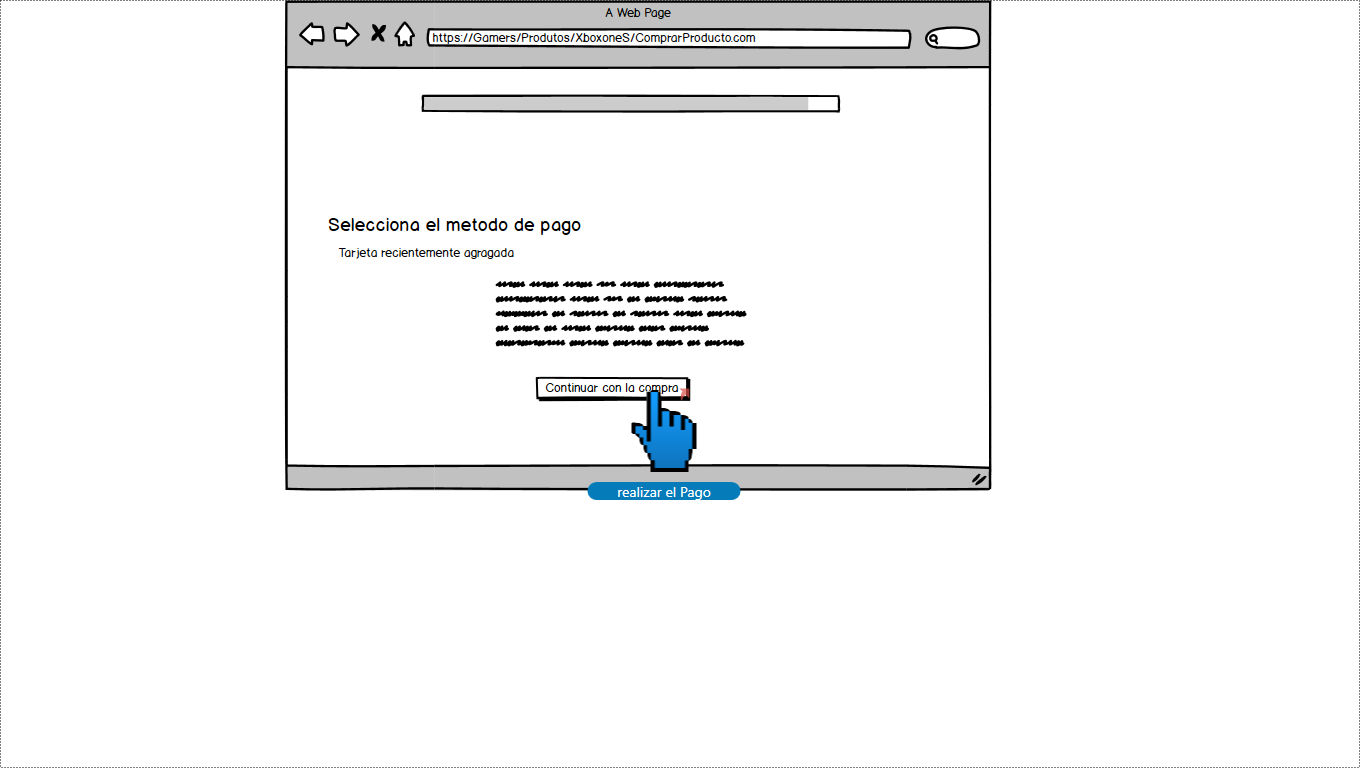 A Web Page
https://Gamers/Produtos/XboxoneS/ComprarProducto.com
Selecciona el metodo de pago
Tarjeta recientemente agragada
Continuar con la compra
realizar el Pago